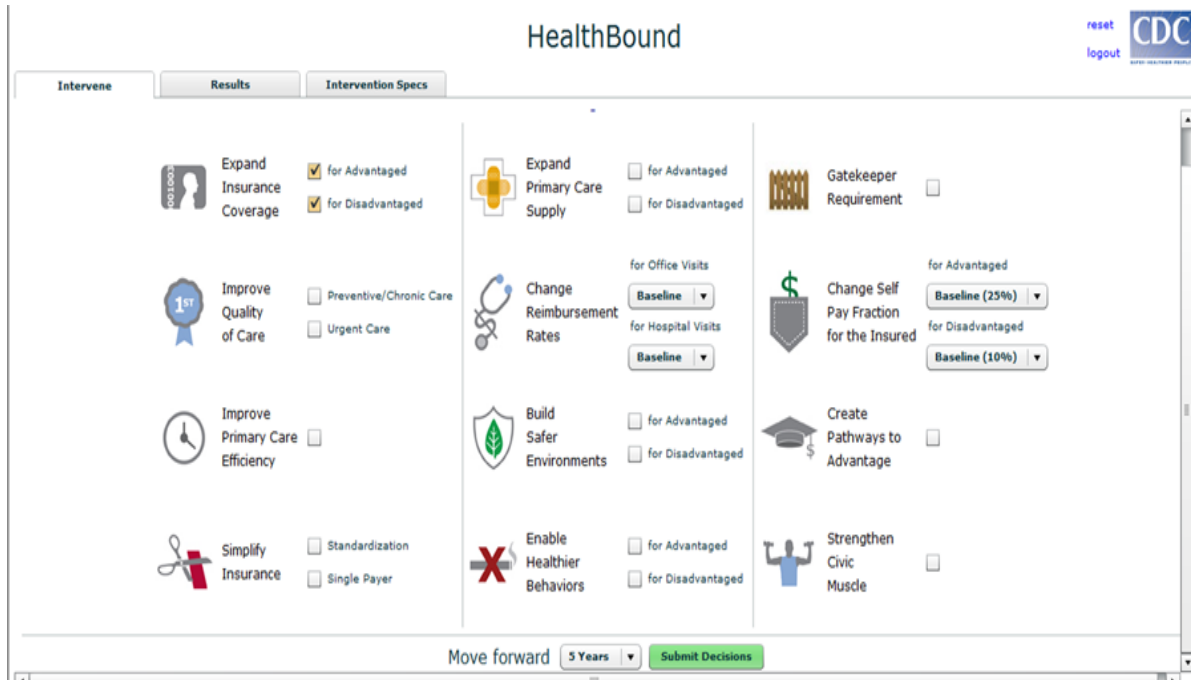 HealthBound
reset
logout
CDC
Intervene
Results
Intervention Specs
Expand
Insurance
Coverage
for Advantaged
for Disadvantaged
Expand
Primary Care
Supply
for Advantaged
for Disadvantaged
Gatekeeper
Requirement
1ST
Improve
Quality
of Care
Preventive/Chronic Care
Urgent Care
Change
Reimbursement
Rates
for Office Visits
Baseline
for Hospital Visits
Baseline
$
Change Self
Pay Fraction
for the Insured
for Advantaged
Baseline (25%)
for Disadvantaged
Baseline (10%)
Improve
Primary Care
Efficiency
Build
Safer
Environments
for Advantaged
for Disadvantaged
$
Create
Pathways to
Advantage
Simplify
Insurance
Standardization
Single Payer
Enable
Healthier
Behaviors
for Advantaged
for Disadvantaged
Strengthen
Civic
Muscle
Move forward
5 Years
Submit Decisions